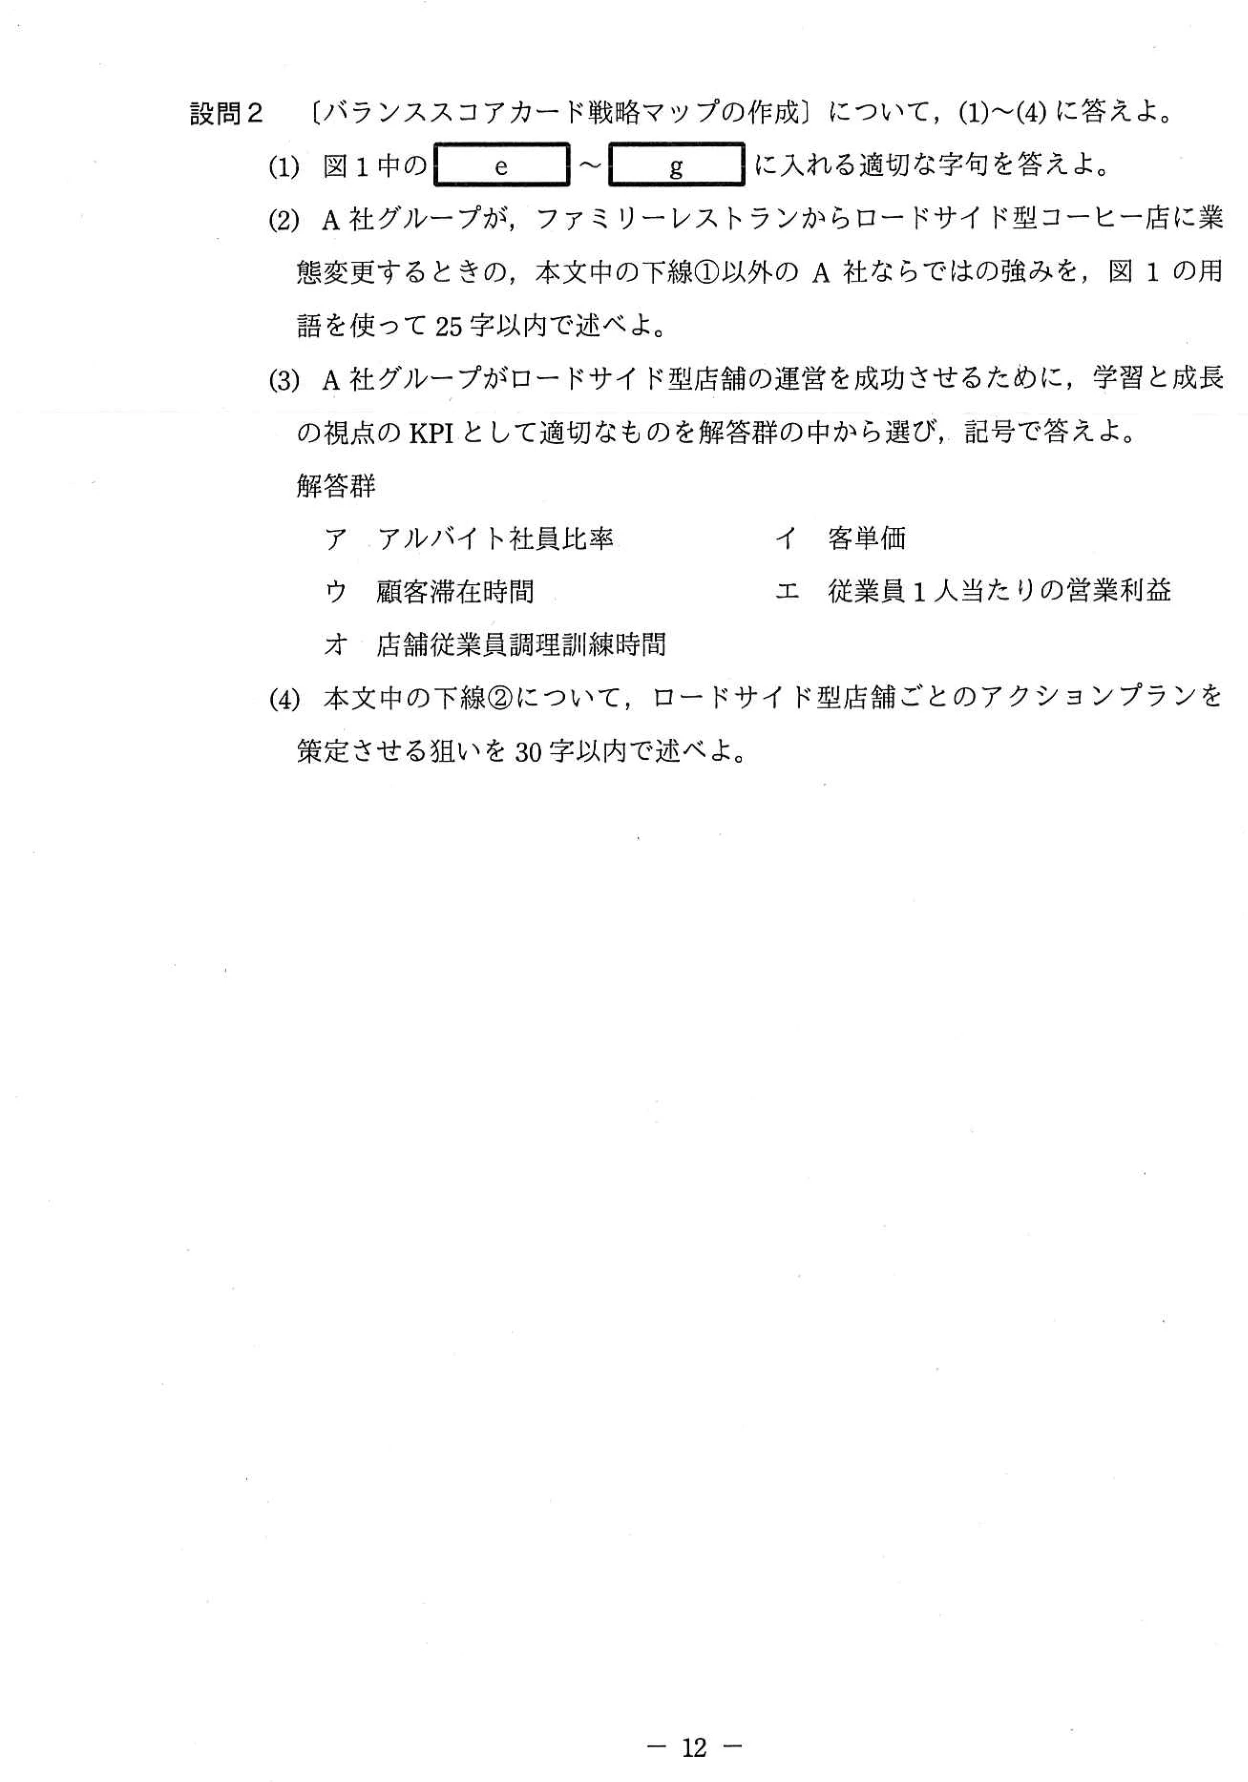 設問2 〔バランススコアカード戦略マップの作成〕について，(1)～(4)に答えよ。
(1) 図1中の e ～ g に入れる適切な字句を答えよ。
(2) A社グループが，ファミリーレストランからロードサイド型コーヒー店に業
態変更するときの，本文中の下線①以外の A 社ならではの強みを，図 1 の用
語を使って 25 字以内で述べよ。
(3) A社グループがロードサイド型店舗の運営を成功させるために，学習と成長
の視点の KPI として適切なものを解答群の中から選び，記号で答えよ。
解答群
ア アルバイト社員比率 イ 客単価
ウ 顧客滞在時間 エ 従業員1人当たりの営業利益
オ 店舗従業員調理訓練時間
(4) 本文中の下線②について，ロードサイド型店舗ごとのアクションプランを
策定させる狙いを 30 字以内で述べよ。
－ 12 －